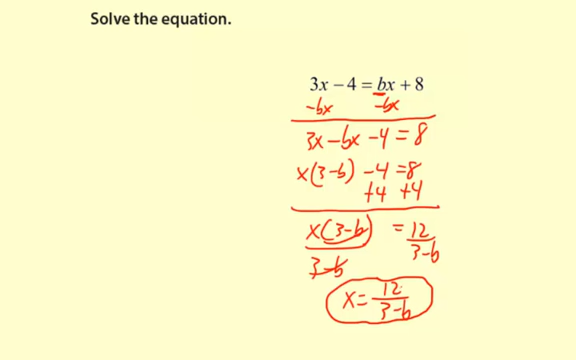 Solve the equation.
3x − 4 = bx + 8
-bx -bx
3x - bx - 4 = 8
x(3-b) - 4 = 8
+4 +4
x(3-b) = 12
3-b 3-b
x = 12
3-b